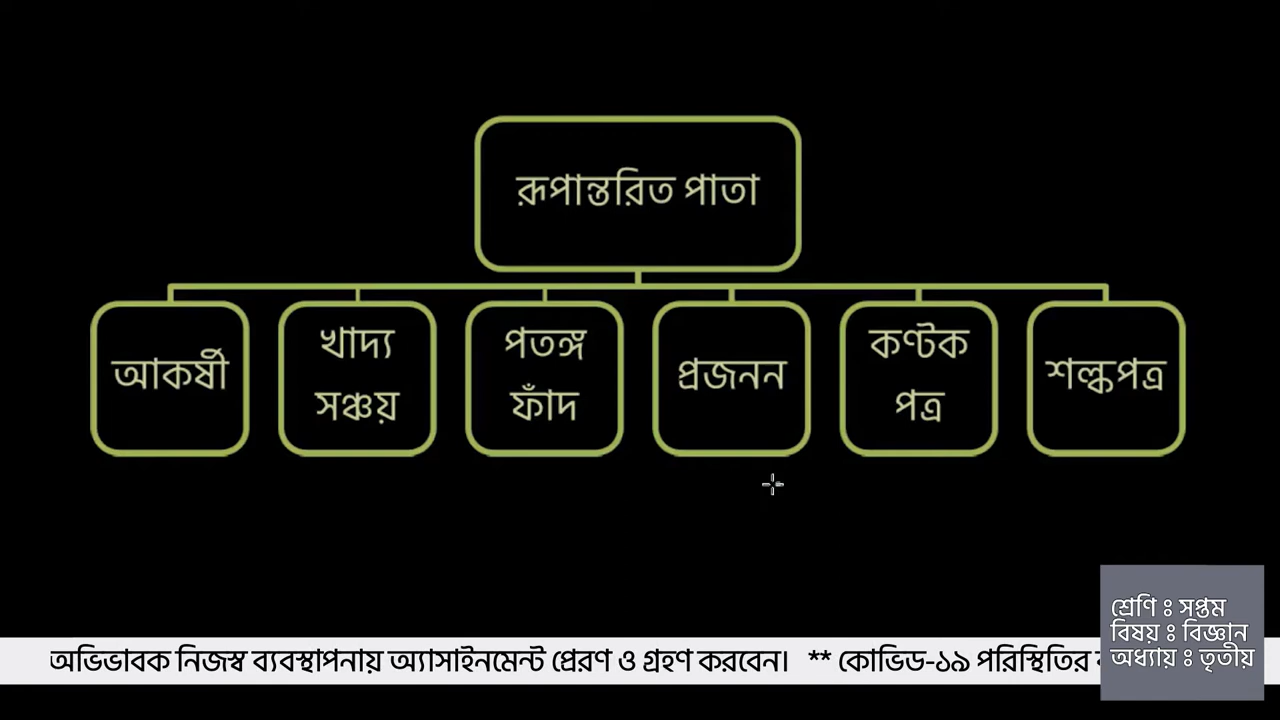 রূপান্তরিত পাতা
আকর্ষী
খাদ্য
সঞ্চয়
পতঙ্গ
ফাঁদ
প্রজনন
কণ্টক
পত্র
শল্কপত্র
শ্রেণি ঃ সপ্তম
বিষয় ঃ বিজ্ঞান
অধ্যায় ঃ তৃতীয়
অভিভাবক নিজস্ব ব্যবস্থাপনায় অ্যাসাইনমেন্ট প্রেরণ ও গ্রহণ করবেন। ** কোভিড-১৯ পরিস্থিতির